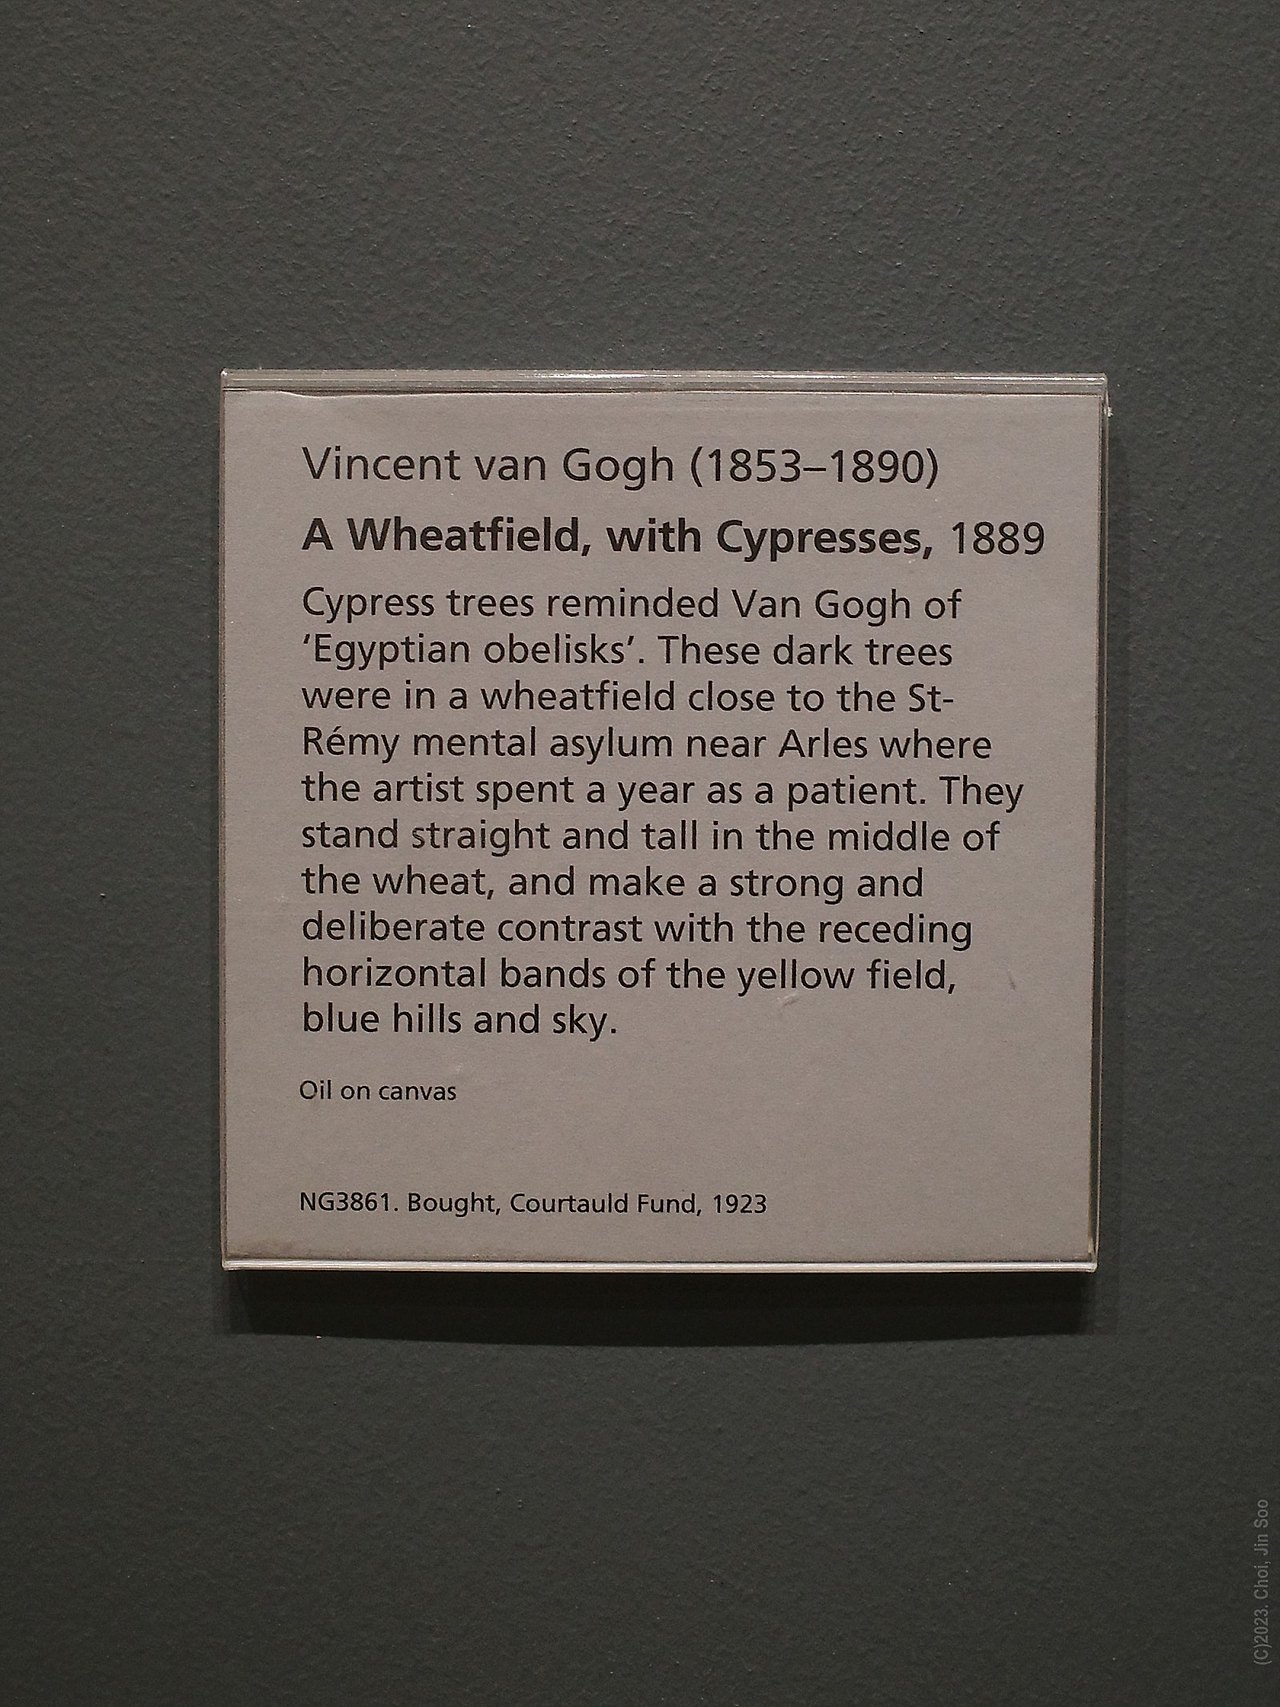 Vincent van Gogh (1853–1890)
A Wheatfield, with Cypresses, 1889
Cypress trees reminded Van Gogh of
‘Egyptian obelisks’. These dark trees
were in a wheatfield close to the St-
Rémy mental asylum near Arles where
the artist spent a year as a patient. They
stand straight and tall in the middle of
the wheat, and make a strong and
deliberate contrast with the receding
horizontal bands of the yellow field,
blue hills and sky.
Oil on canvas
NG3861. Bought, Courtauld Fund, 1923
(C)2023. Choi, Jin Soo